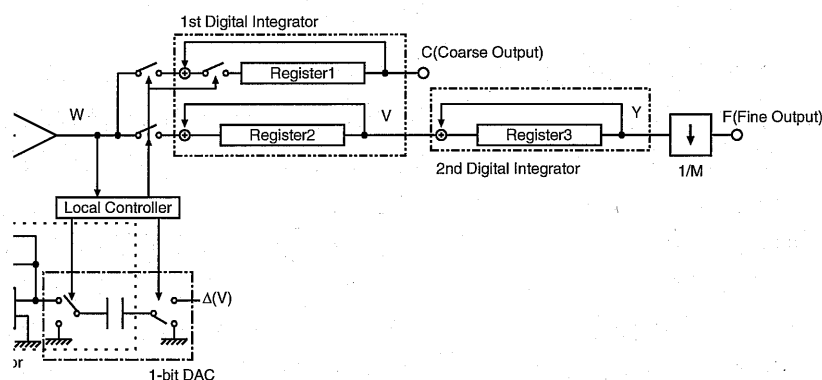 1st Digital Integrator
C(Coarse Output)
Register1
W
V
Y
F(Fine Output)
Register2
Register3
2nd Digital Integrator
1/M
Local Controller
Δ(V)
or
1-bit DAC